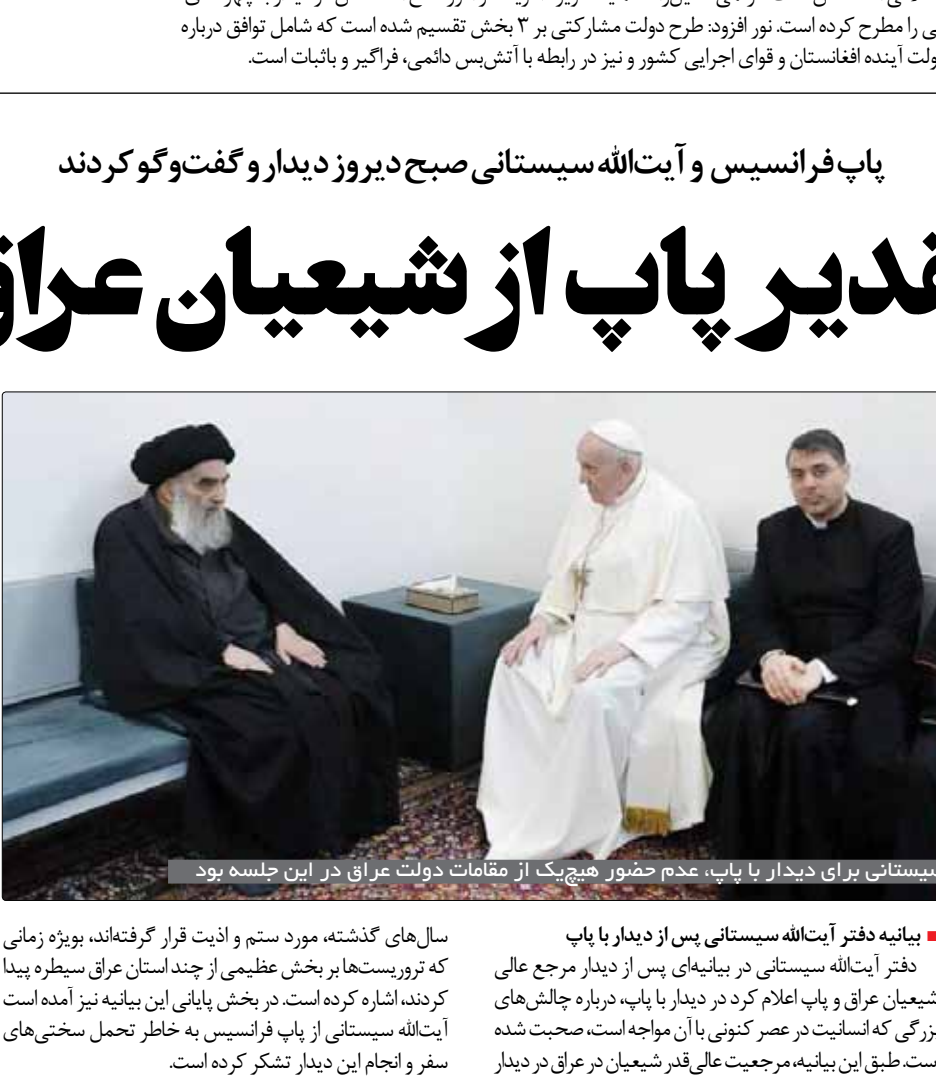 ی را مطرح کرده است. نور افزود: طرح دولت مشارکتی بر ۳ بخش تقسیم شده است که شامل توافق درباره
ولت آینده افغانستان و قوای اجرایی کشور و نیز در رابطه با آتش‌بس دائمی، فراگیر و باثبات است.
پاپ فرانسیس و آیت‌الله سیستانی صبح دیروز دیدار و گفت‌وگو کردند
قدیر پاپ از شیعیان عراق
سیستانی برای دیدار با پاپ، عدم حضور هیچ‌یک از مقامات دولت عراق در این جلسه بود
بیانیه دفتر آیت‌الله سیستانی پس از دیدار با پاپ
دفتر آیت‌الله سیستانی در بیانیه‌ای پس از دیدار مرجع عالی
شیعیان عراق و پاپ اعلام کرد در دیدار با پاپ، درباره چالش‌های
بزرگی که انسانیت در عصر کنونی با آن مواجه است، صحبت شده
است. طبق این بیانیه، مرجعیت عالی‌قدر شیعیان در عراق در دیدار
سال‌های گذشته، مورد ستم و اذیت قرار گرفته‌اند، بویژه زمانی
که تروریست‌ها بر بخش عظیمی از چند استان عراق سیطره پیدا
کردند، اشاره کرده است. در بخش پایانی این بیانیه نیز آمده است
آیت‌الله سیستانی از پاپ فرانسیس به خاطر تحمل سختی‌های
سفر و انجام این دیدار تشکر کرده است.